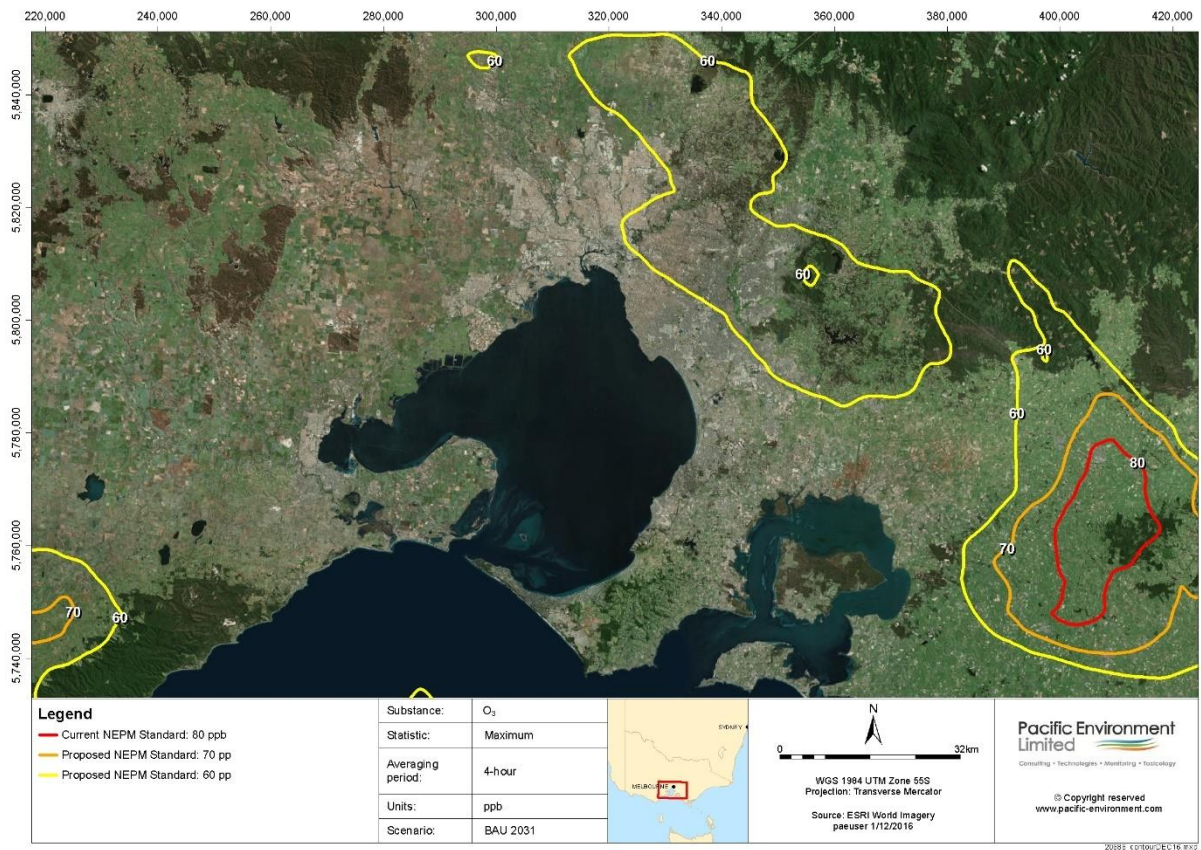 220,000 240,000 260,000 280,000 300,000 320,000 340,000 360,000 380,000 400,000 420,000
5,840,000
5,820,000
5,800,000
5,780,000
5,760,000
5,740,000
60
60
60
60
60
80
70
70
60
Legend
Current NEPM Standard: 80 ppb
Proposed NEPM Standard: 70 pp
Proposed NEPM Standard: 60 pp
Substance: O₃
Statistic: Maximum
Averaging
period: 4-hour
Units: ppb
Scenario: BAU 2031
SYDNEY
MELBOURNE
N
0 32km
WGS 1984 UTM Zone 55S
Projection: Transverse Mercator
Source: ESRI World Imagery
paeuser 1/12/2016
Pacific Environment
Limited
Consulting • Technologies • Monitoring • Toxicology
© Copyright reserved
www.pacific-environment.com